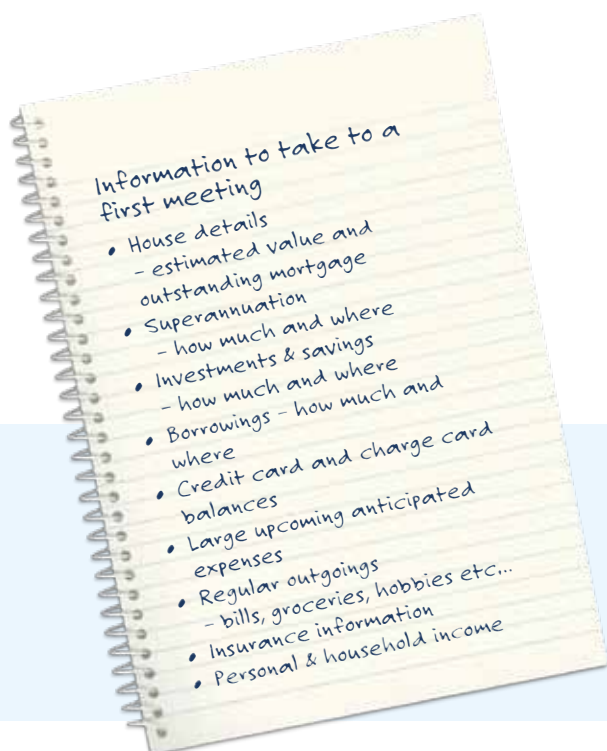 Information to take to a
first meeting
• House details
– estimated value and
outstanding mortgage
• Superannuation
– how much and where
• Investments & savings
– how much and where
• Borrowings – how much and
where
• Credit card and charge card
balances
• Large upcoming anticipated
expenses
• Regular outgoings
– bills, groceries, hobbies etc...
• Insurance information
• Personal & household income